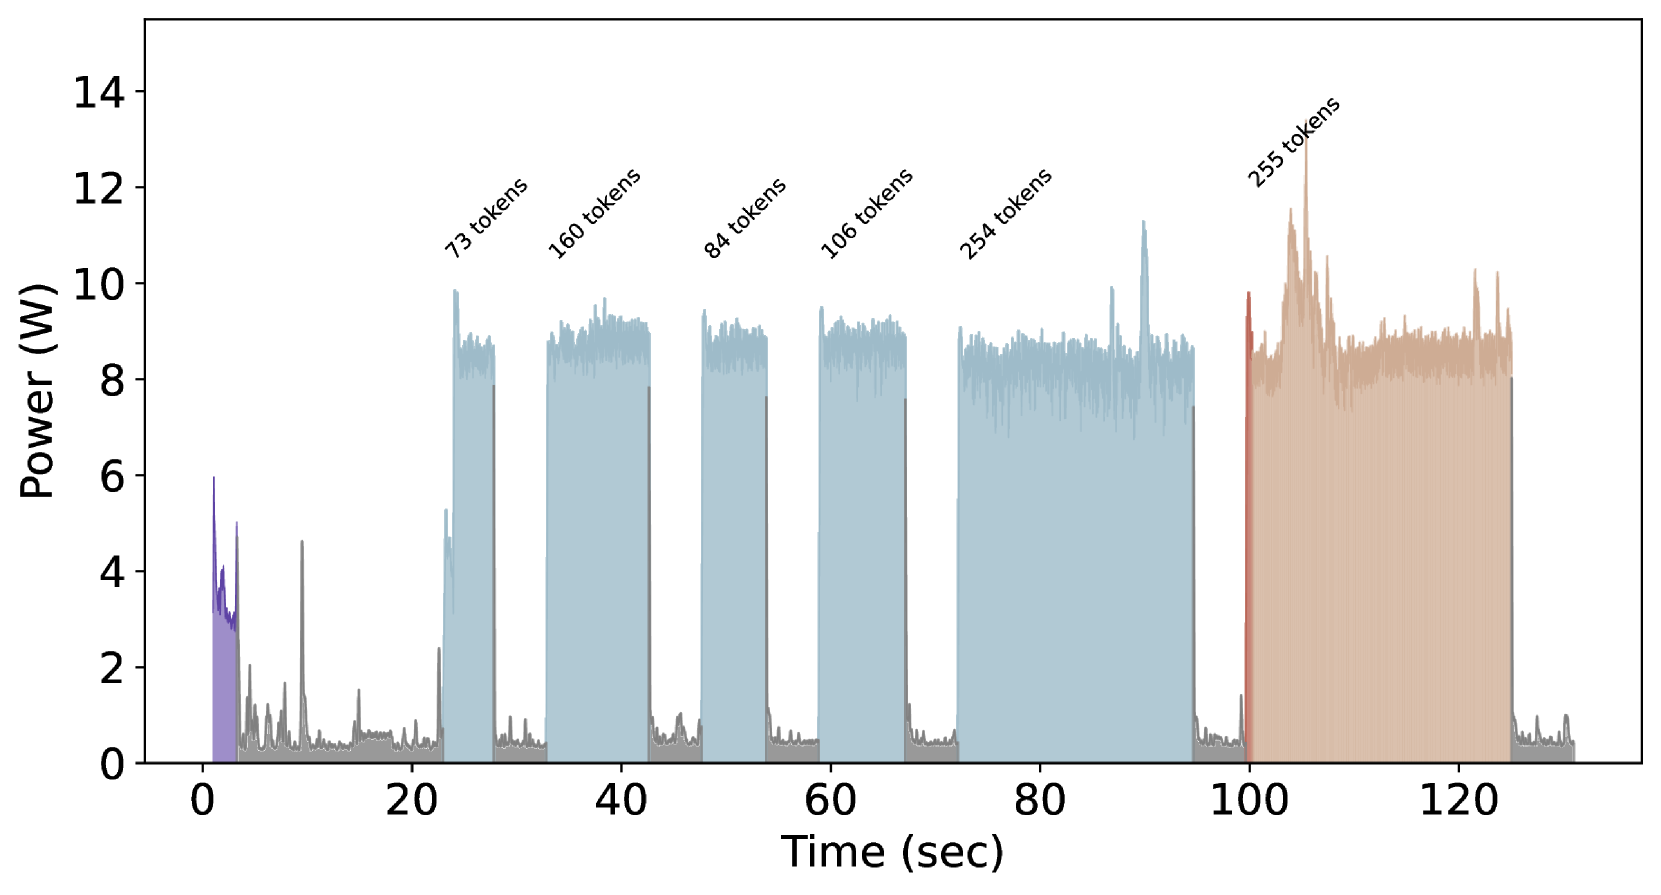 14
12
10
8
6
4
2
0
Power (W)
73 tokens
160 tokens
84 tokens
106 tokens
254 tokens
255 tokens
0 20 40 60 80 100 120
Time (sec)